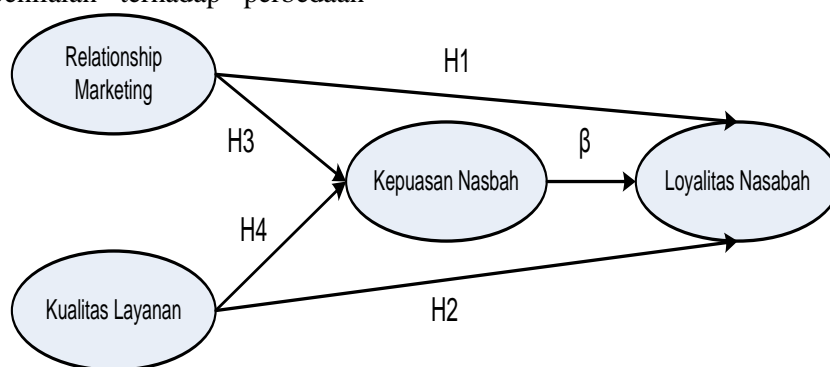 terhadap perbedaan
Relationship
Marketing
H1
H3
β
Kepuasan Nasbah
Loyalitas Nasabah
H4
Kualitas Layanan
H2